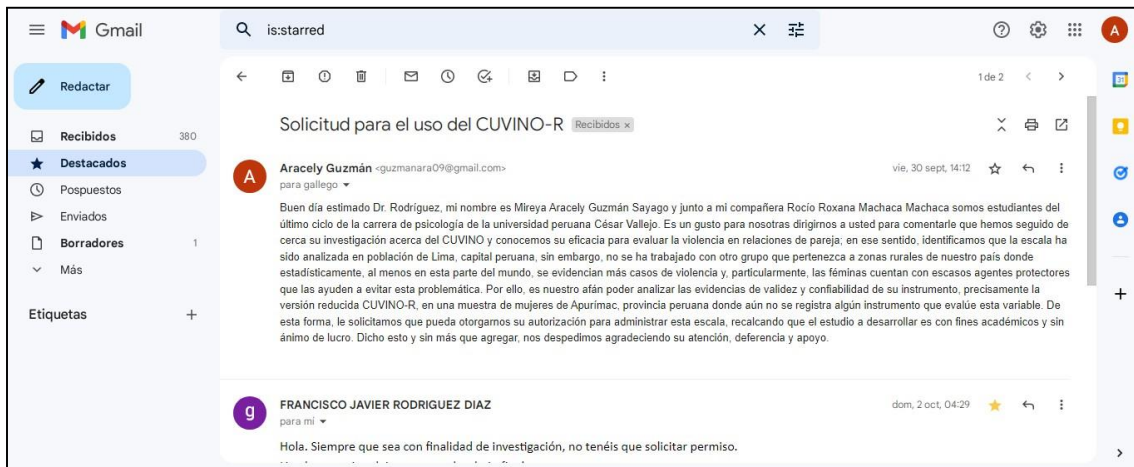 Gmail
is:starred
A
Redactar
1 de 2
Recibidos 380
Destacados
Pospuestos
Enviados
Borradores 1
Más
Etiquetas
Solicitud para el uso del CUVINO-R Recibidos x
A
Aracely Guzmán <guzmanara09@gmail.com> vie, 30 sept, 14:12
para gallego
Buen día estimado Dr. Rodríguez, mi nombre es Mireya Aracely Guzmán Sayago y junto a mi compañera Rocío Roxana Machaca Machaca somos estudiantes del
último ciclo de la carrera de psicología de la universidad peruana César Vallejo. Es un gusto para nosotras dirigirnos a usted para comentarle que hemos seguido de
cerca su investigación acerca del CUVINO y conocemos su eficacia para evaluar la violencia en relaciones de pareja; en ese sentido, identificamos que la escala ha
sido analizada en población de Lima, capital peruana, sin embargo, no se ha trabajado con otro grupo que pertenezca a zonas rurales de nuestro país donde
estadísticamente, al menos en esta parte del mundo, se evidencian más casos de violencia y, particularmente, las féminas cuentan con escasos agentes protectores
que las ayuden a evitar esta problemática. Por ello, es nuestro afán poder analizar las evidencias de validez y confiabilidad de su instrumento, precisamente la
versión reducida CUVINO-R, en una muestra de mujeres de Apurímac, provincia peruana donde aún no se registra algún instrumento que evalúe esta variable. De
esta forma, le solicitamos que pueda otorgarnos su autorización para administrar esta escala, recalcando que el estudio a desarrollar es con fines académicos y sin
ánimo de lucro. Dicho esto y sin más que agregar, nos despedimos agradeciendo su atención, deferencia y apoyo.
g
FRANCISCO JAVIER RODRIGUEZ DIAZ dom, 2 oct, 04:29
para mí
Hola. Siempre que sea con finalidad de investigación, no tenéis que solicitar permiso.